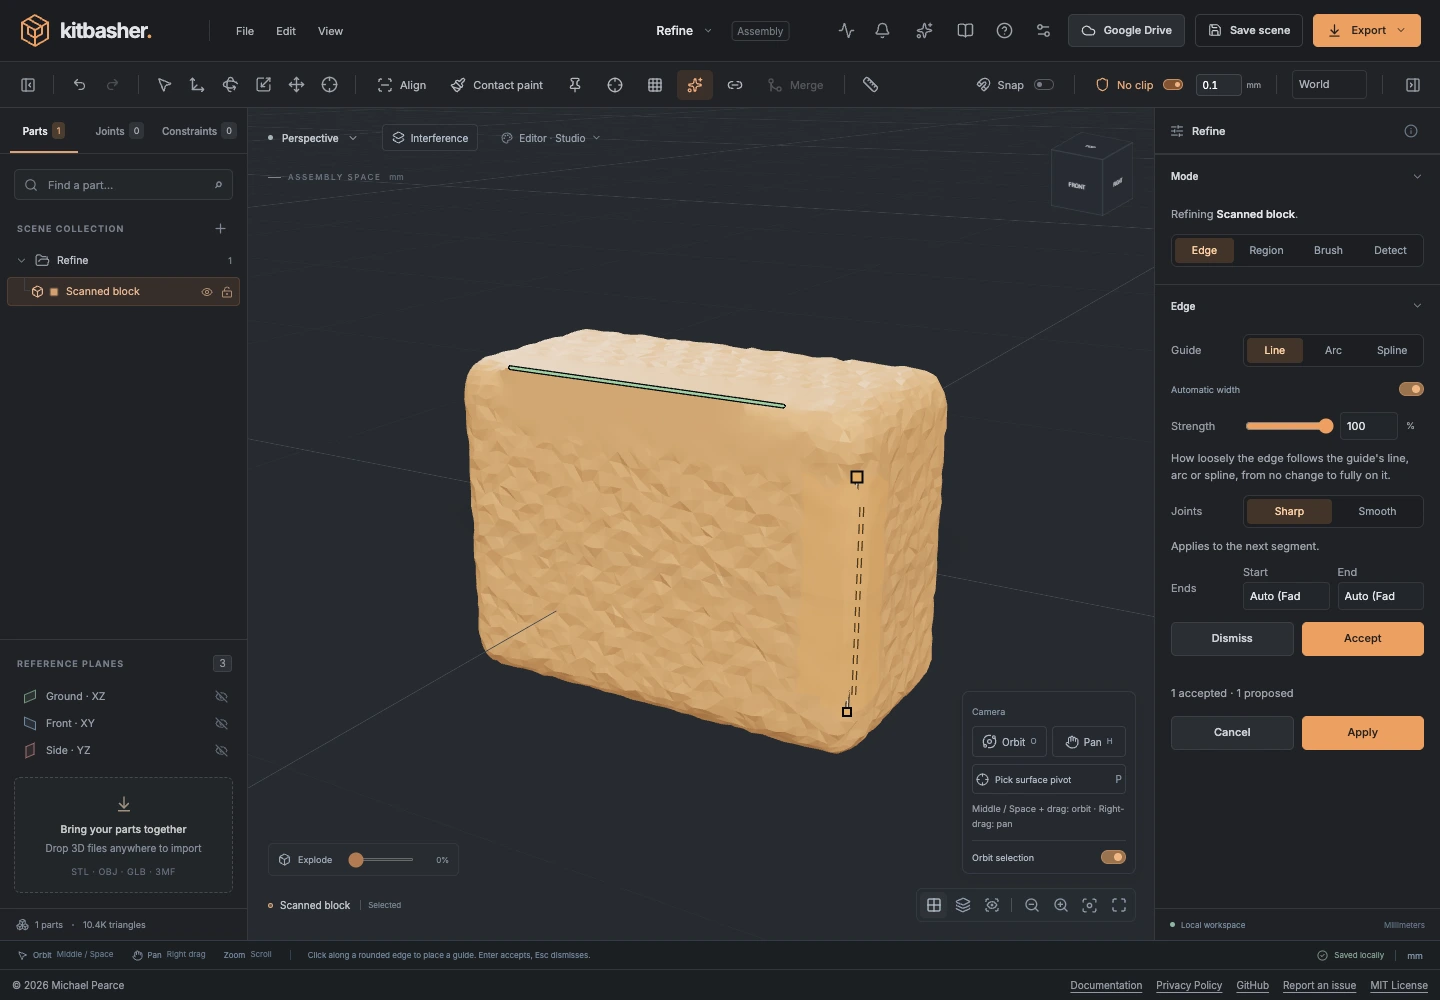 kitbasher.
File Edit View
Refine
Assembly
Google Drive
Save scene
Export
Align
Contact paint
Merge
Snap
No clip
0.1 mm
World
Parts 1
Joints 0
Constraints 0
Find a part...
SCENE COLLECTION
Refine 1
Scanned block
REFERENCE PLANES 3
Ground · XZ
Front · XY
Side · YZ
Bring your parts together
Drop 3D files anywhere to import
STL · OBJ · GLB · 3MF
1 parts · 10.4K triangles
Perspective
Interference
Editor · Studio
ASSEMBLY SPACE mm
FRONT
RIGHT
Explode 0%
Scanned block Selected
Camera
Orbit O
Pan H
Pick surface pivot P
Middle / Space + drag: orbit · Right-
drag: pan
Orbit selection
Refine
Mode
Refining Scanned block.
Edge Region Brush Detect
Edge
Guide Line Arc Spline
Automatic width
Strength 100 %
How loosely the edge follows the guide's line,
arc or spline, from no change to fully on it.
Joints Sharp Smooth
Applies to the next segment.
Start End
Ends Auto (Fad Auto (Fad
Dismiss Accept
1 accepted · 1 proposed
Cancel Apply
Local workspace Millimeters
Orbit Middle / Space Pan Right drag Zoom Scroll Click along a rounded edge to place a guide. Enter accepts, Esc dismisses.
Saved locally mm
© 2026 Michael Pearce
Documentation Privacy Policy GitHub Report an issue MIT License